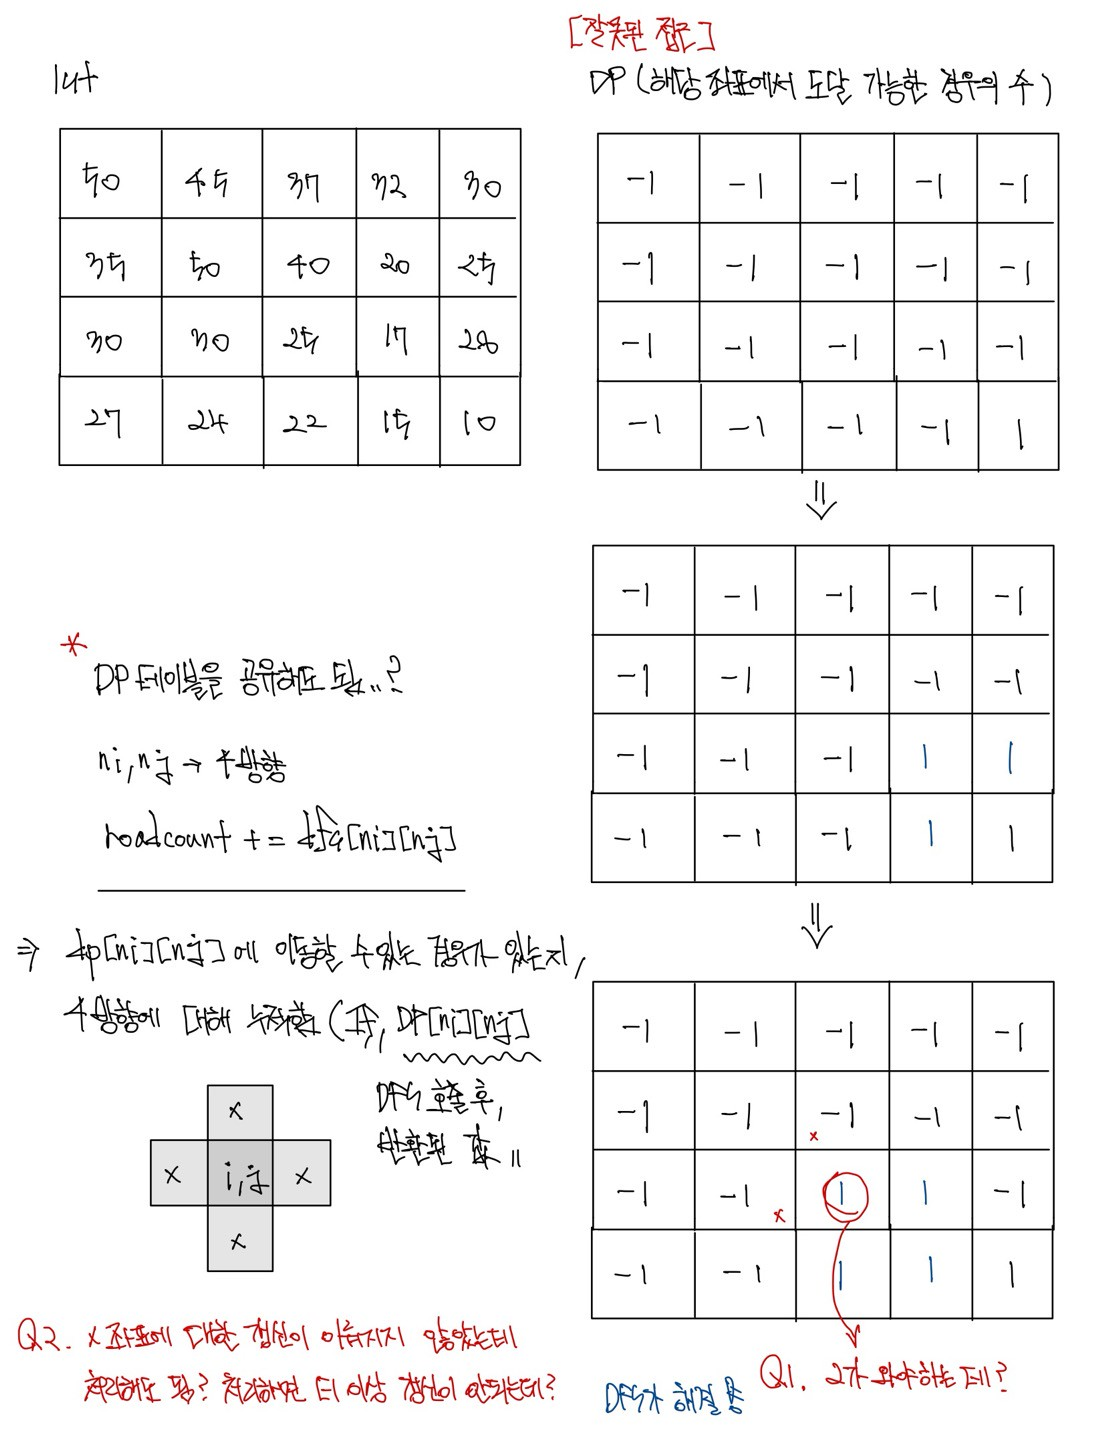 [잘못된 접근]
1나
DP (해당 좌표에서 도달 가능한 경우의 수)
50 45 37 32 30
35 50 40 20 25
30 30 25 17 28
27 24 22 15 10
-1 -1 -1 -1 -1
-1 -1 -1 -1 -1
-1 -1 -1 -1 -1
-1 -1 -1 -1 1
⇓
-1 -1 -1 -1 -1
-1 -1 -1 -1 -1
-1 -1 -1 1 1
-1 -1 -1 1 1
⇓
-1 -1 -1 -1 -1
-1 -1 -1 -1 -1
x
-1 -1 1 1 -1
x
-1 -1 1 1 1
Q1. 2가 와야하는데?
DFS가 해결 중
*
DP 테이블을 공유해도 됨..?
ni, nj → 4방향
roadcount += dfs[ni][nj]
⇒ dp[ni][nj]에 이동할 수 있는 경우가 있는지,
4방향에 대해 누적합 (즉, DP[ni][nj]
DFS 호출 후,
반환된 값..
x
x i,j x
x
Q2. x 좌표에 대한 갱신이 이뤄지지 않았는데
처리해도 됨? 처리하면 더 이상 갱신이 안되는데?